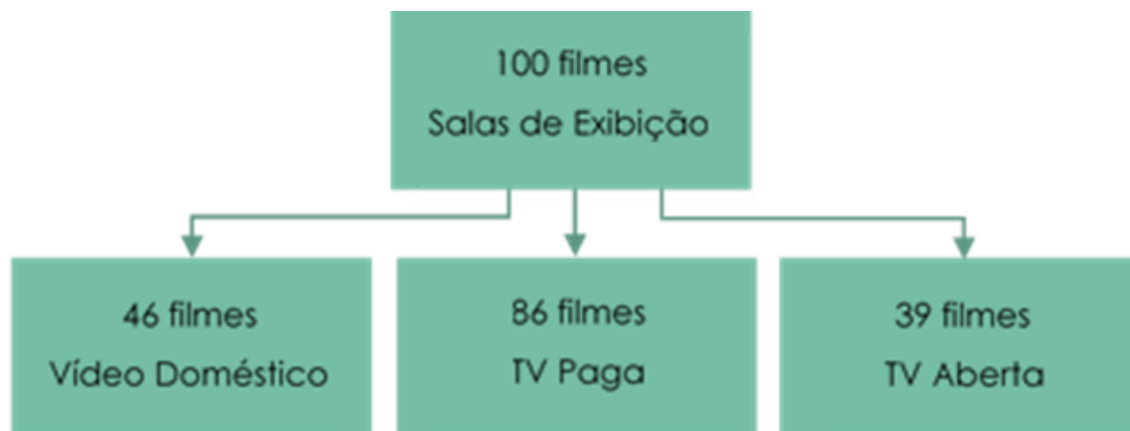 100 filmes
Salas de Exibição
46 filmes
Vídeo Doméstico
86 filmes
TV Paga
39 filmes
TV Aberta